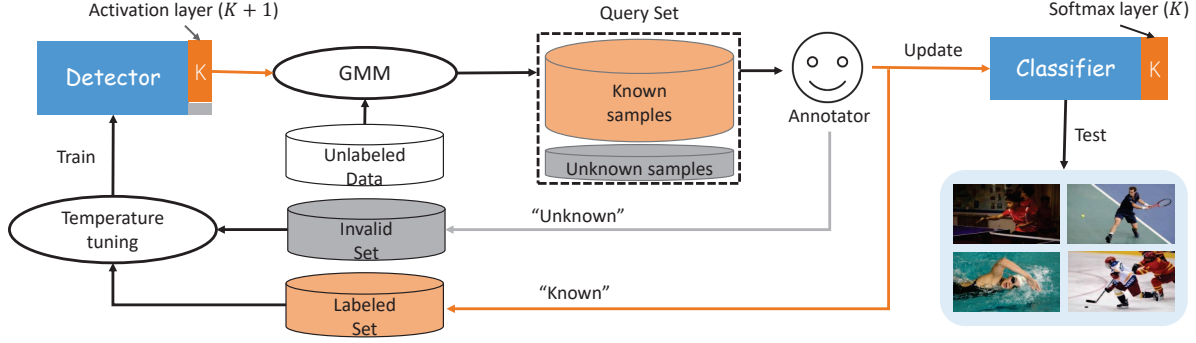 Activation layer (K + 1)
Query Set
Softmax layer (K)
Detector
K
GMM
Known
samples
Unknown samples
Annotator
Update
Classifier
K
Train
Unlabeled
Data
Test
Temperature
tuning
Invalid
Set
“Unknown”
Labeled
Set
“Known”